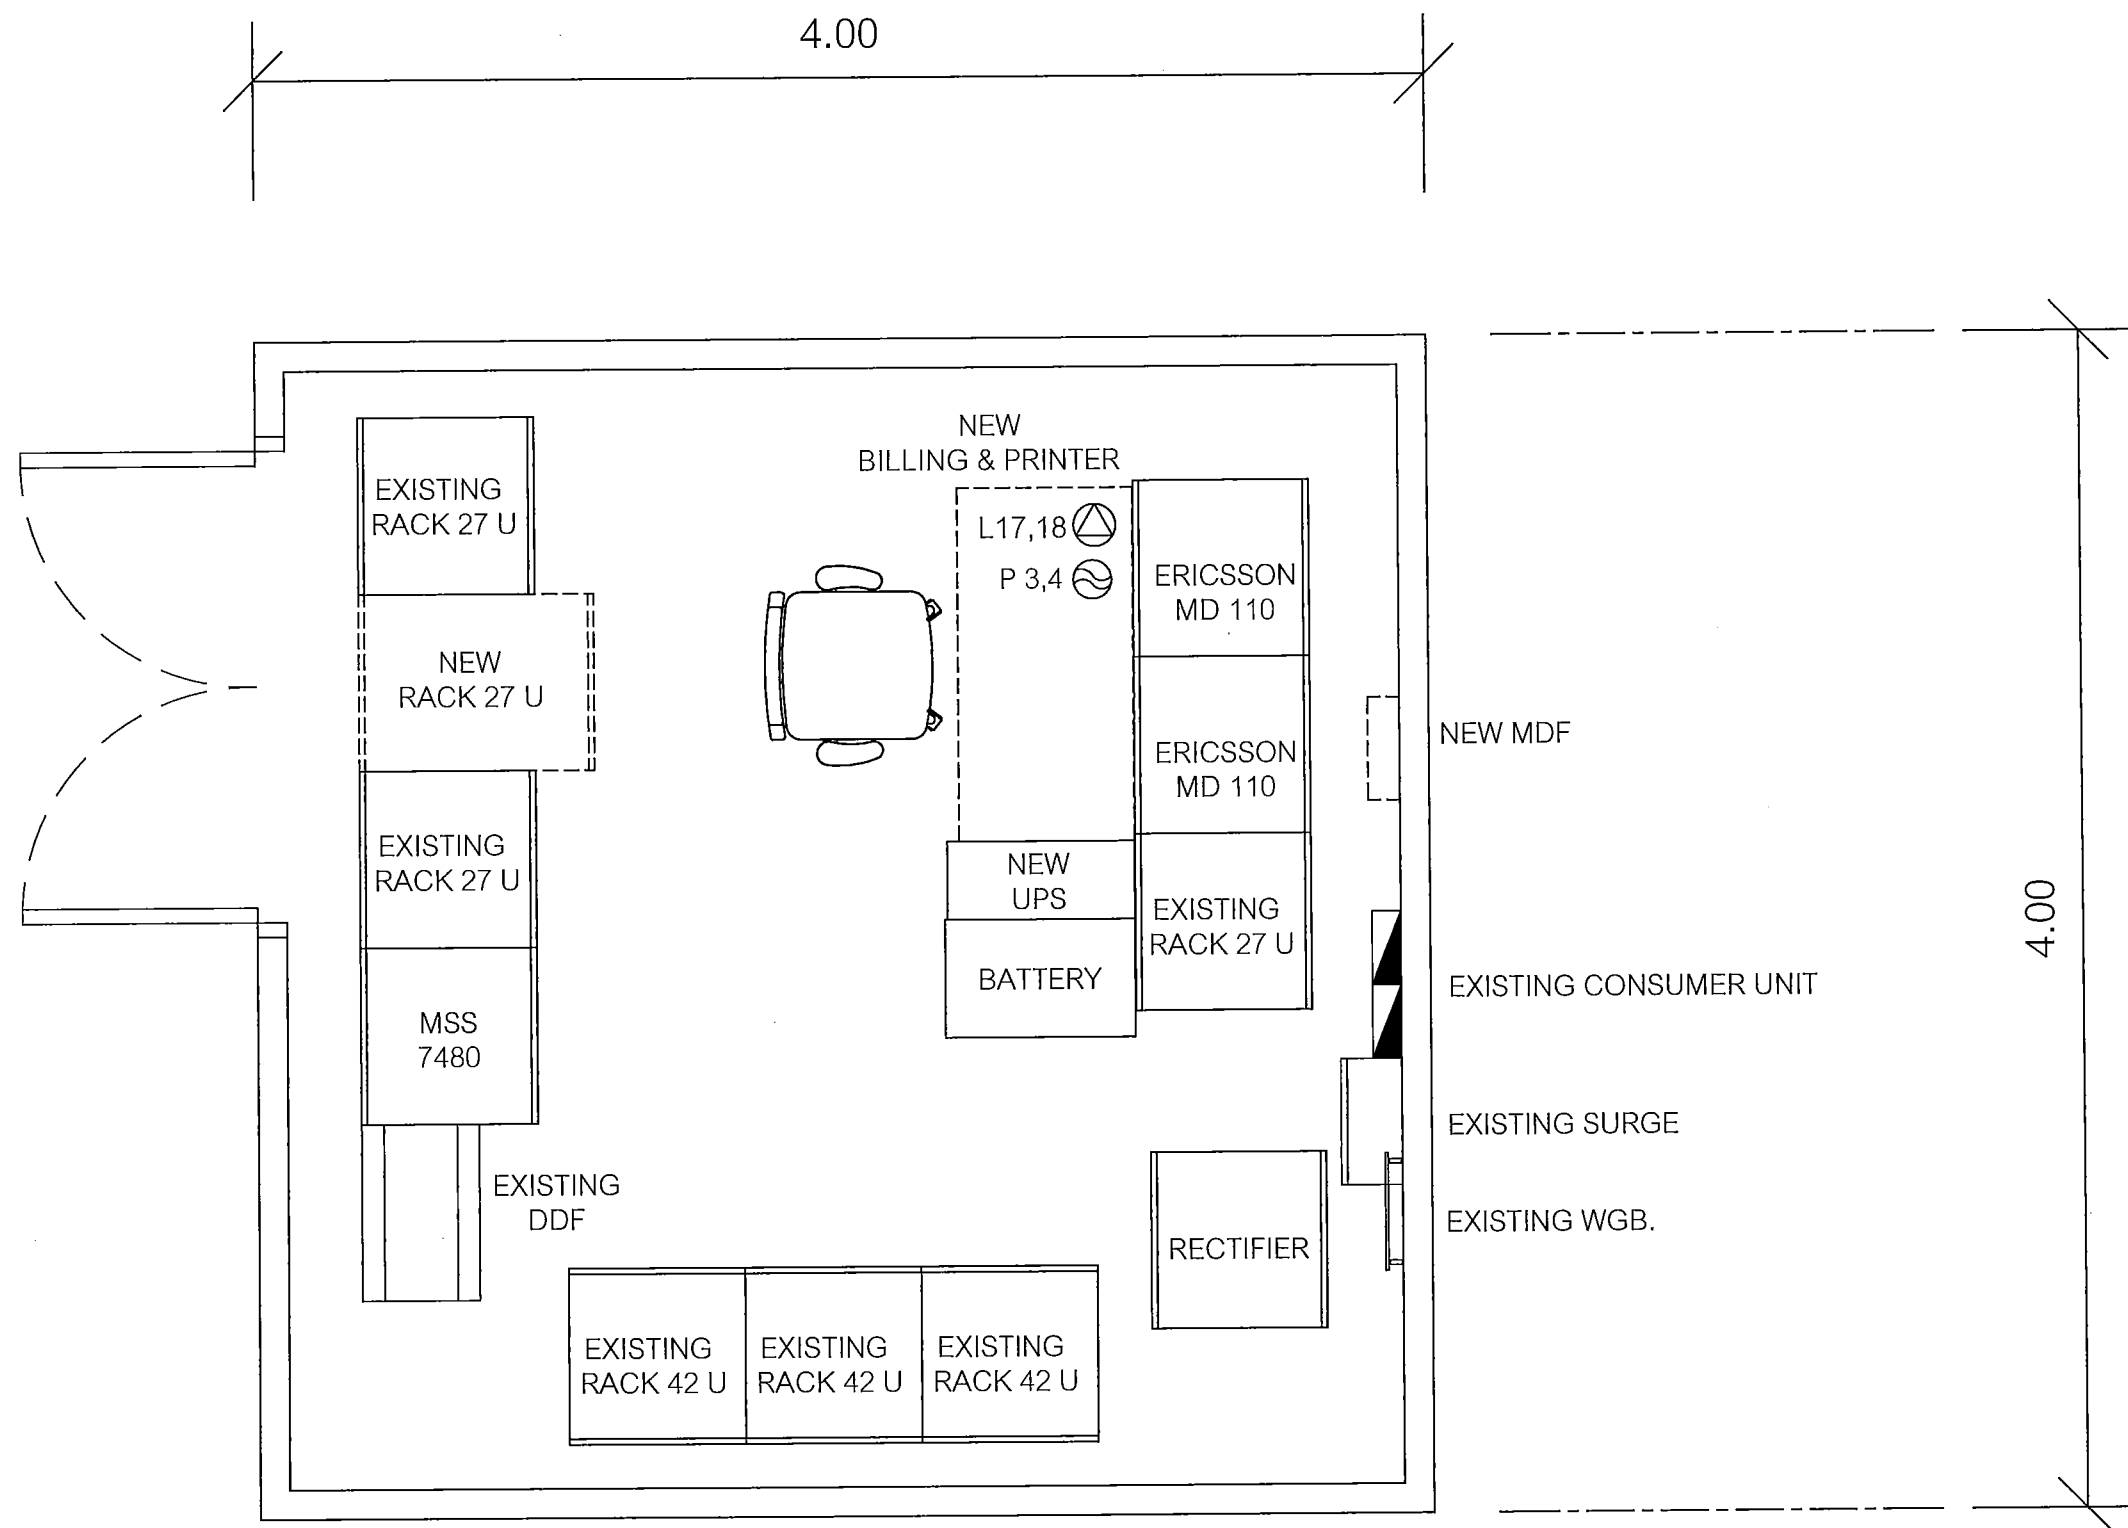 4.00
NEW
BILLING & PRINTER
EXISTING
RACK 27 U
L17,18
P 3,4
ERICSSON
MD 110
NEW
RACK 27 U
ERICSSON
MD 110
NEW MDF
EXISTING
RACK 27 U
NEW
UPS
EXISTING
RACK 27 U
4.00
BATTERY
EXISTING CONSUMER UNIT
MSS
7480
EXISTING SURGE
EXISTING
DDF
EXISTING WGB.
RECTIFIER
EXISTING
RACK 42 U
EXISTING
RACK 42 U
EXISTING
RACK 42 U